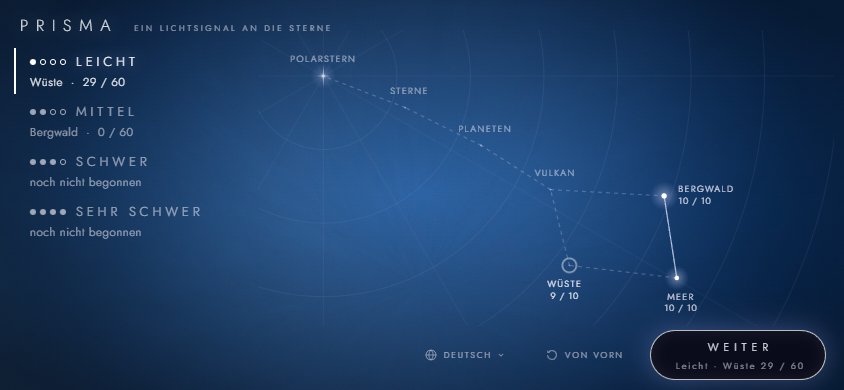 PRISMA EIN LICHTSIGNAL AN DIE STERNE
LEICHT
Wüste · 29 / 60
MITTEL
Bergwald · 0 / 60
SCHWER
noch nicht begonnen
SEHR SCHWER
noch nicht begonnen
POLARSTERN
STERNE
PLANETEN
VULKAN
BERGWALD
10 / 10
WÜSTE
9 / 10
MEER
10 / 10
DEUTSCH
VON VORN
WEITER
Leicht · Wüste 29 / 60